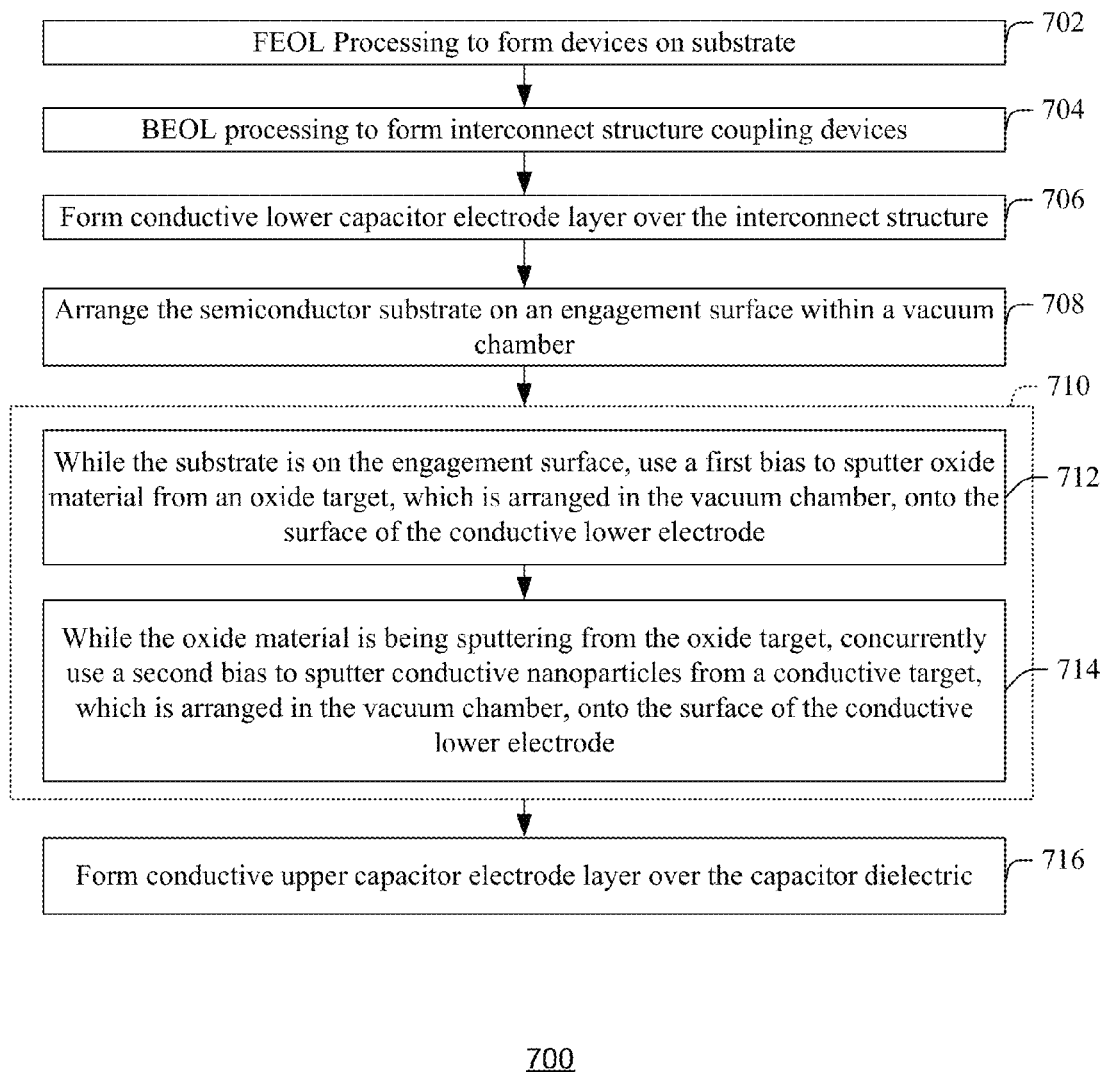 FEOL Processing to form devices on substrate
702
BEOL processing to form interconnect structure coupling devices
704
Form conductive lower capacitor electrode layer over the interconnect structure
706
Arrange the semiconductor substrate on an engagement surface within a vacuum
chamber
708
710
While the substrate is on the engagement surface, use a first bias to sputter oxide
material from an oxide target, which is arranged in the vacuum chamber, onto the
surface of the conductive lower electrode
712
While the oxide material is being sputtering from the oxide target, concurrently
use a second bias to sputter conductive nanoparticles from a conductive target,
which is arranged in the vacuum chamber, onto the surface of the conductive
lower electrode
714
Form conductive upper capacitor electrode layer over the capacitor dielectric
716
700